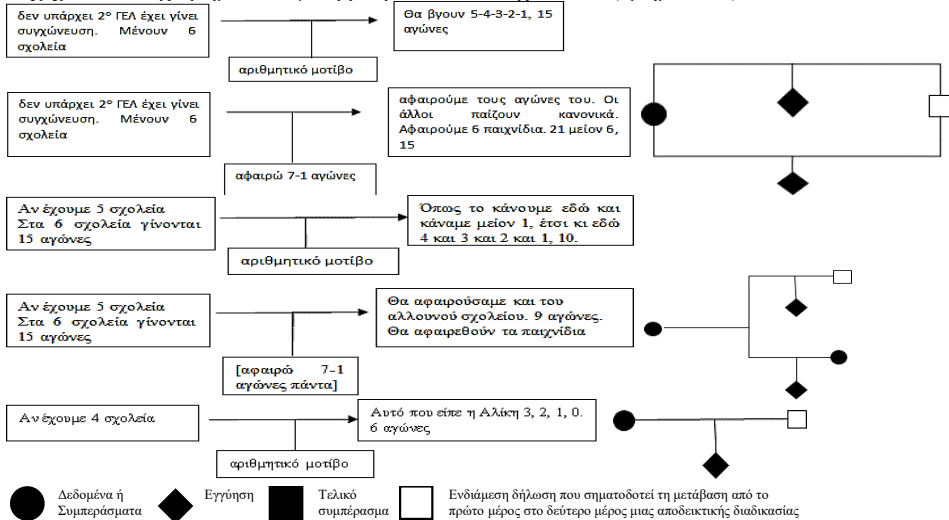 δεν υπάρχει 2ο ΓΕΛ έχει γίνει
συγχώνευση. Μένουν 6
σχολεία
Θα βγουν 5-4-3-2-1, 15
αγώνες
αριθμητικό μοτίβο
δεν υπάρχει 2ο ΓΕΛ έχει γίνει
συγχώνευση. Μένουν 6
σχολεία
αφαιρούμε τους αγώνες του. Οι
άλλοι παίζουν κανονικά.
Αφαιρούμε 6 παιχνίδια. 21 μείον 6,
15
αφαιρώ 7-1 αγώνες
Αν έχουμε 5 σχολεία
Στα 6 σχολεία γίνονται
15 αγώνες
Όπως το κάνουμε εδώ και
κάναμε μείον 1, έτσι κι εδώ
4 και 3 και 2 και 1, 10.
αριθμητικό μοτίβο
Αν έχουμε 5 σχολεία
Στα 6 σχολεία γίνονται
15 αγώνες
Θα αφαιρούσαμε και του
αλλουνού σχολείου. 9 αγώνες.
Θα αφαιρεθούν τα παιχνίδια
[αφαιρώ 7-1
αγώνες πάντα]
Αν έχουμε 4 σχολεία
Αυτό που είπε η Αλίκη 3, 2, 1, 0.
6 αγώνες
αριθμητικό μοτίβο
Δεδομένα ή
Συμπεράσματα
Εγγύηση
Τελικό
συμπέρασμα
Ενδιάμεση δήλωση που σηματοδοτεί τη μετάβαση από το
πρώτο μέρος στο δεύτερο μέρος μιας αποδεικτικής διαδικασίας